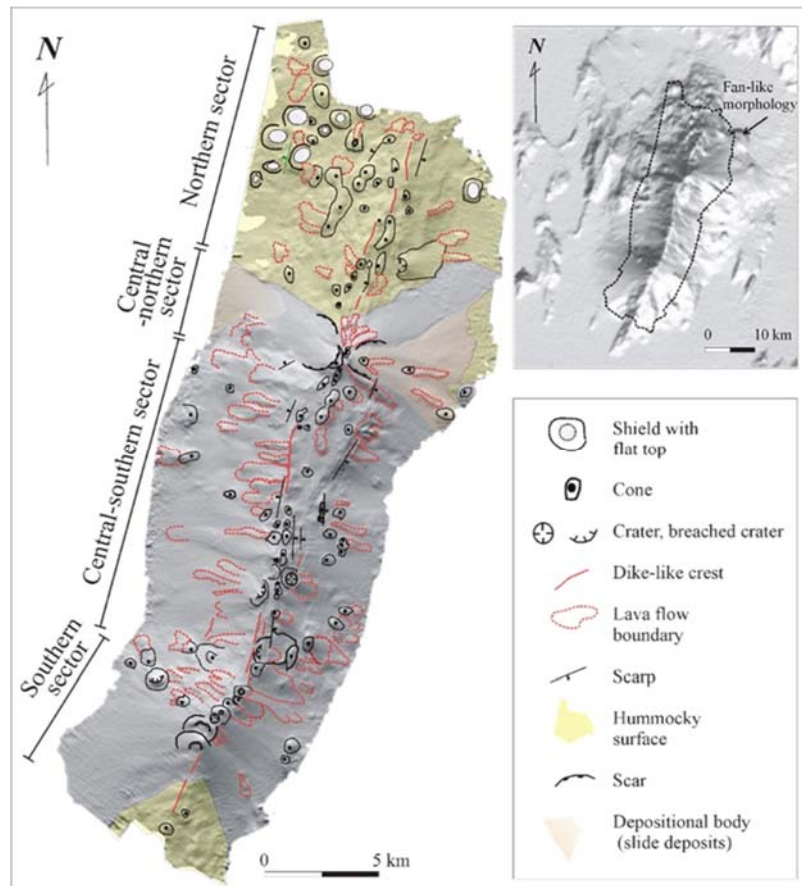 N
Northern sector
Central
-northern
sector
Central-southern sector
Southern
sector
0 5 km
N
Fan-like
morphology
0 10 km
Shield with
flat top
Cone
Crater, breached crater
Dike-like crest
Lava flow
boundary
Scarp
Hummocky
surface
Scar
Depositional body
(slide deposits)